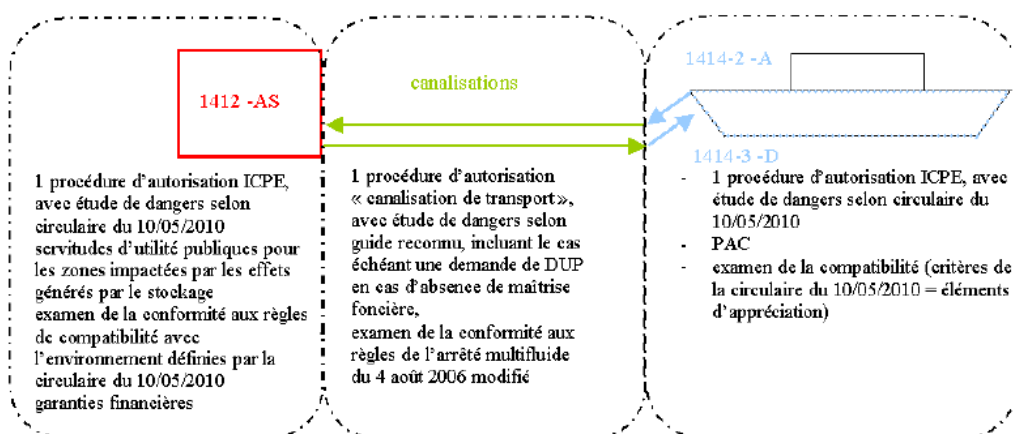 1412 -AS
1 procédure d'autorisation ICPE,
avec étude de dangers selon
circulaire du 10/05/2010
servitudes d'utilité publiques pour
les zones impactées par les effets
générés par le stockage
examen de la conformité aux règles
de compatibilité avec
l'environnement définies par la
circulaire du 10/05/2010
garanties financières
canalisations
1 procédure d'autorisation
« canalisation de transport »,
avec étude de dangers selon
guide reconnu, incluant le cas
échéant une demande de DUP
en cas d'absence de maîtrise
foncière,
examen de la conformité aux
règles de l'arrêté multifluide
du 4 août 2006 modifié
1414-2 -A
1414-3 -D
- 1 procédure d'autorisation ICPE, avec
étude de dangers selon circulaire du
10/05/2010
- PAC
- examen de la compatibilité (critères de
la circulaire du 10/05/2010 = éléments
d'appréciation)